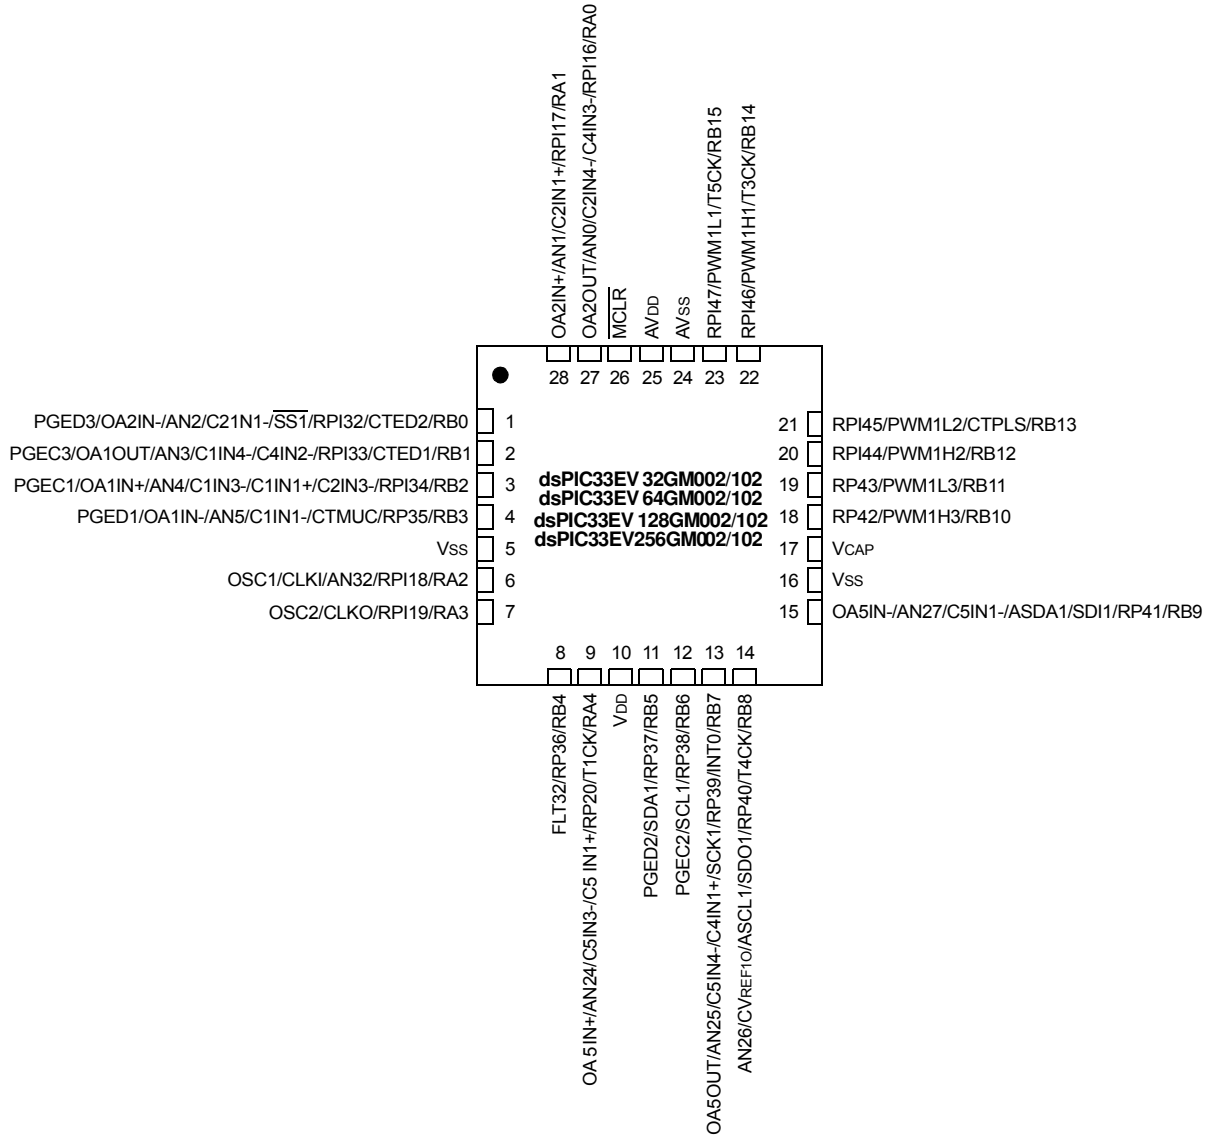 OA2IN+/AN1/C2IN1+/RPI17/RA1
OA2OUT/AN0/C2IN4-/C4IN3-/RPI16/RA0
MCLR
AVDD
AVSS
RPI47/PWM1L1/T5CK/RB15
RPI46/PWM1H1/T3CK/RB14
28 27 26 25 24 23 22
PGED3/OA2IN-/AN2/C21N1-/SS1/RPI32/CTED2/RB0 1
PGEC3/OA1OUT/AN3/C1IN4-/C4IN2-/RPI33/CTED1/RB1 2
PGEC1/OA1IN+/AN4/C1IN3-/C1IN1+/C2IN3-/RPI34/RB2 3
PGED1/OA1IN-/AN5/C1IN1-/CTMUC/RP35/RB3 4
VSS 5
OSC1/CLKI/AN32/RPI18/RA2 6
OSC2/CLKO/RPI19/RA3 7
dsPIC33EV 32GM002/102
dsPIC33EV 64GM002/102
dsPIC33EV 128GM002/102
dsPIC33EV256GM002/102
21 RPI45/PWM1L2/CTPLS/RB13
20 RPI44/PWM1H2/RB12
19 RP43/PWM1L3/RB11
18 RP42/PWM1H3/RB10
17 VCAP
16 VSS
15 OA5IN-/AN27/C5IN1-/ASDA1/SDI1/RP41/RB9
8 9 10 11 12 13 14
FLT32/RP36/RB4
OA5IN+/AN24/C5IN3-/C5 IN1+/RP20/T1CK/RA4
VDD
PGED2/SDA1/RP37/RB5
PGEC2/SCL1/RP38/RB6
OA5OUT/AN25/C5IN4-/C4IN1+/SCK1/RP39/INT0/RB7
AN26/CVREF1O/ASCL1/SDO1/RP40/T4CK/RB8